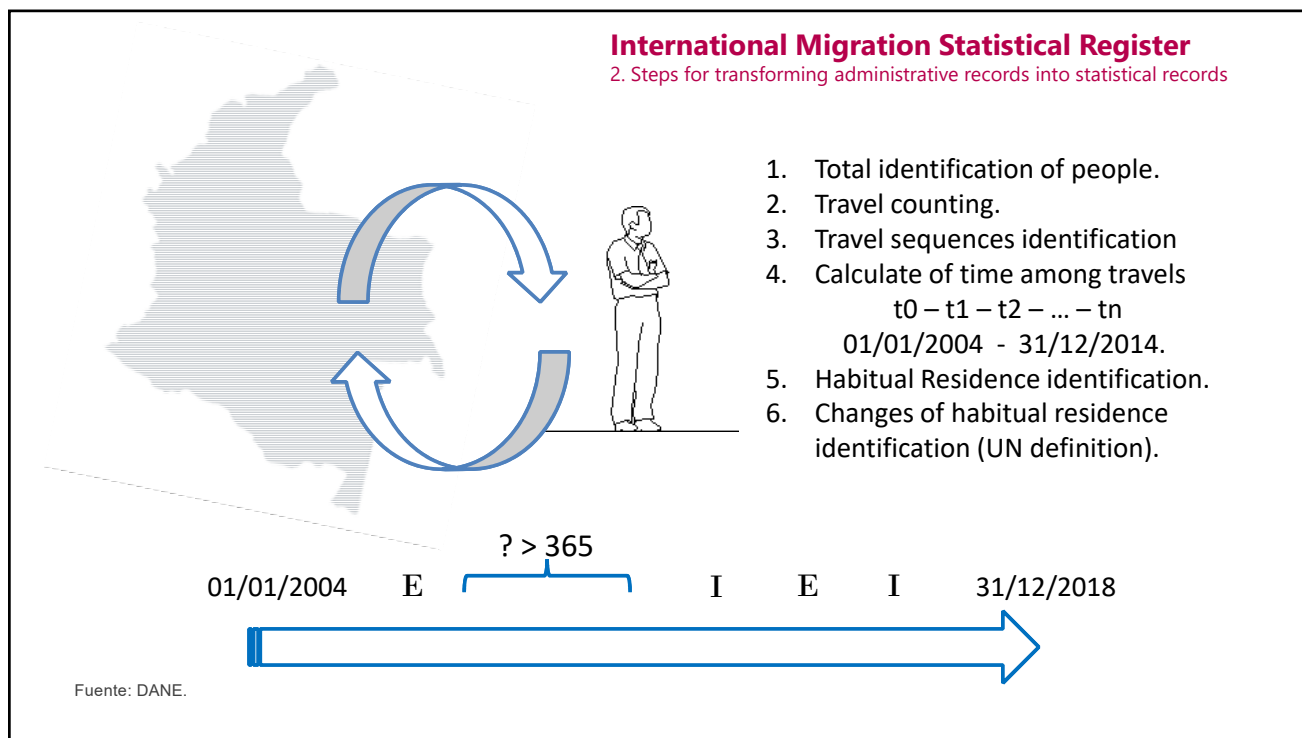 International Migration Statistical Register
2. Steps for transforming administrative records into statistical records
1. Total identification of people.
2. Travel counting.
3. Travel sequences identification
4. Calculate of time among travels
t0 – t1 – t2 – ... – tn
01/01/2004 - 31/12/2014.
5. Habitual Residence identification.
6. Changes of habitual residence
identification (UN definition).
? > 365
01/01/2004 E I E I 31/12/2018
Fuente: DANE.